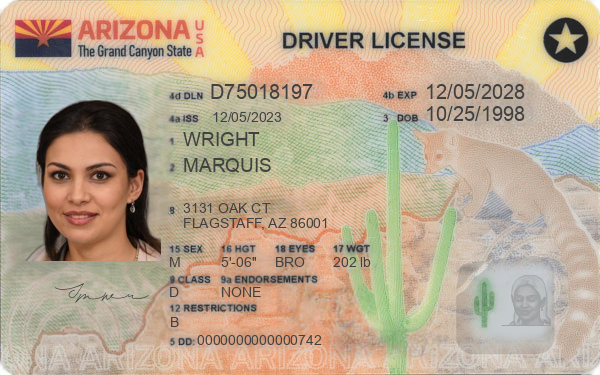 ARIZONA USA
The Grand Canyon State
DRIVER LICENSE
4d DLN D75018197
4b EXP 12/05/2028
4a ISS 12/05/2023
3 DOB 10/25/1998
1 WRIGHT
2 MARQUIS
8 3131 OAK CT
FLAGSTAFF, AZ 86001
15 SEX 16 HGT 18 EYES 17 WGT
M 5'-06" BRO 202 lb
9 CLASS 9a ENDORSEMENTS
D NONE
12 RESTRICTIONS
B
5 DD: 0000000000000742
ARIZONA ARIZONA ARIZONA ARIZONA